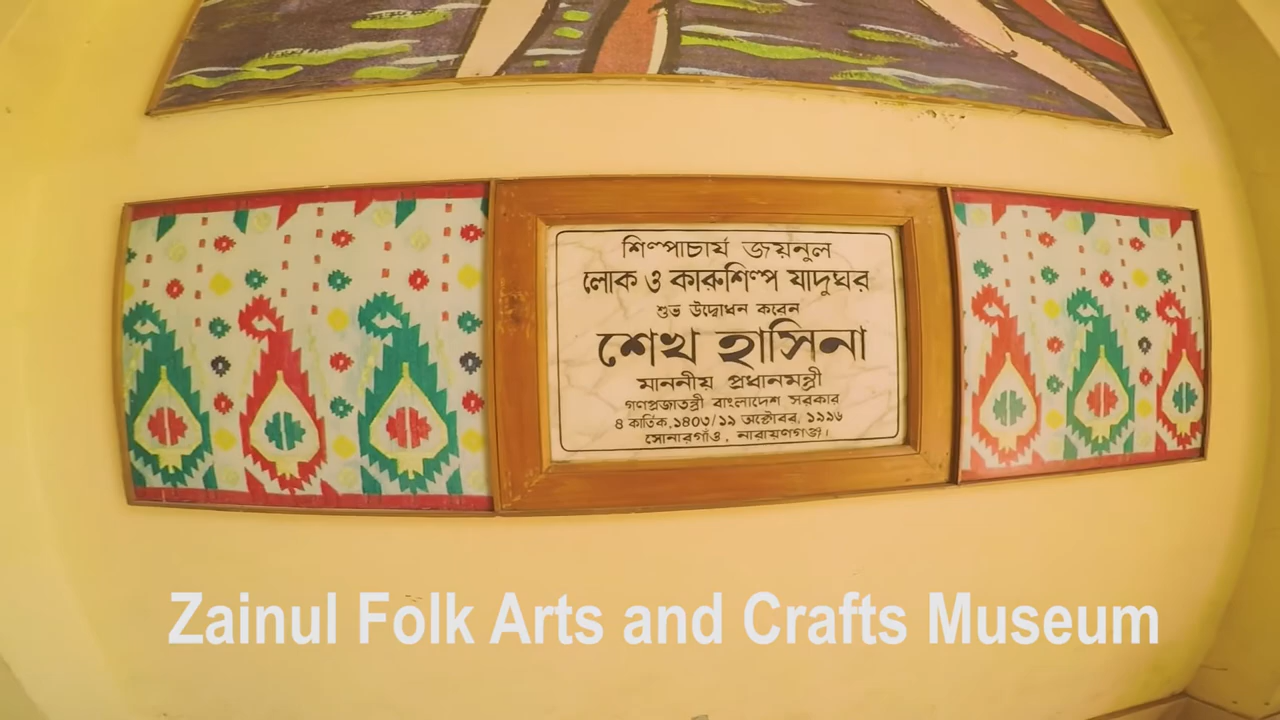 শিল্পাচার্য জয়নুল
লোক ও কারুশিল্প যাদুঘর
শুভ উদ্বোধন করেন
শেখ হাসিনা
মাননীয় প্রধানমন্ত্রী
গণপ্রজাতন্ত্রী বাংলাদেশ সরকার
৪ কার্তিক, ১৪০৩/১৯ অক্টোবর, ১৯৯৬
সোনারগাঁও, নারায়ণগঞ্জ।
Zainul Folk Arts and Crafts Museum